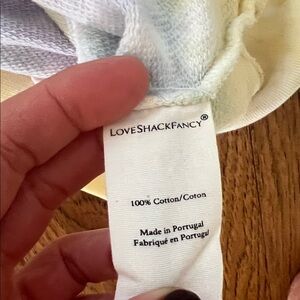 LOVESHACKFANCY®
100% Cotton/Coton
Made in Portugal
Fabriqué en Portugal